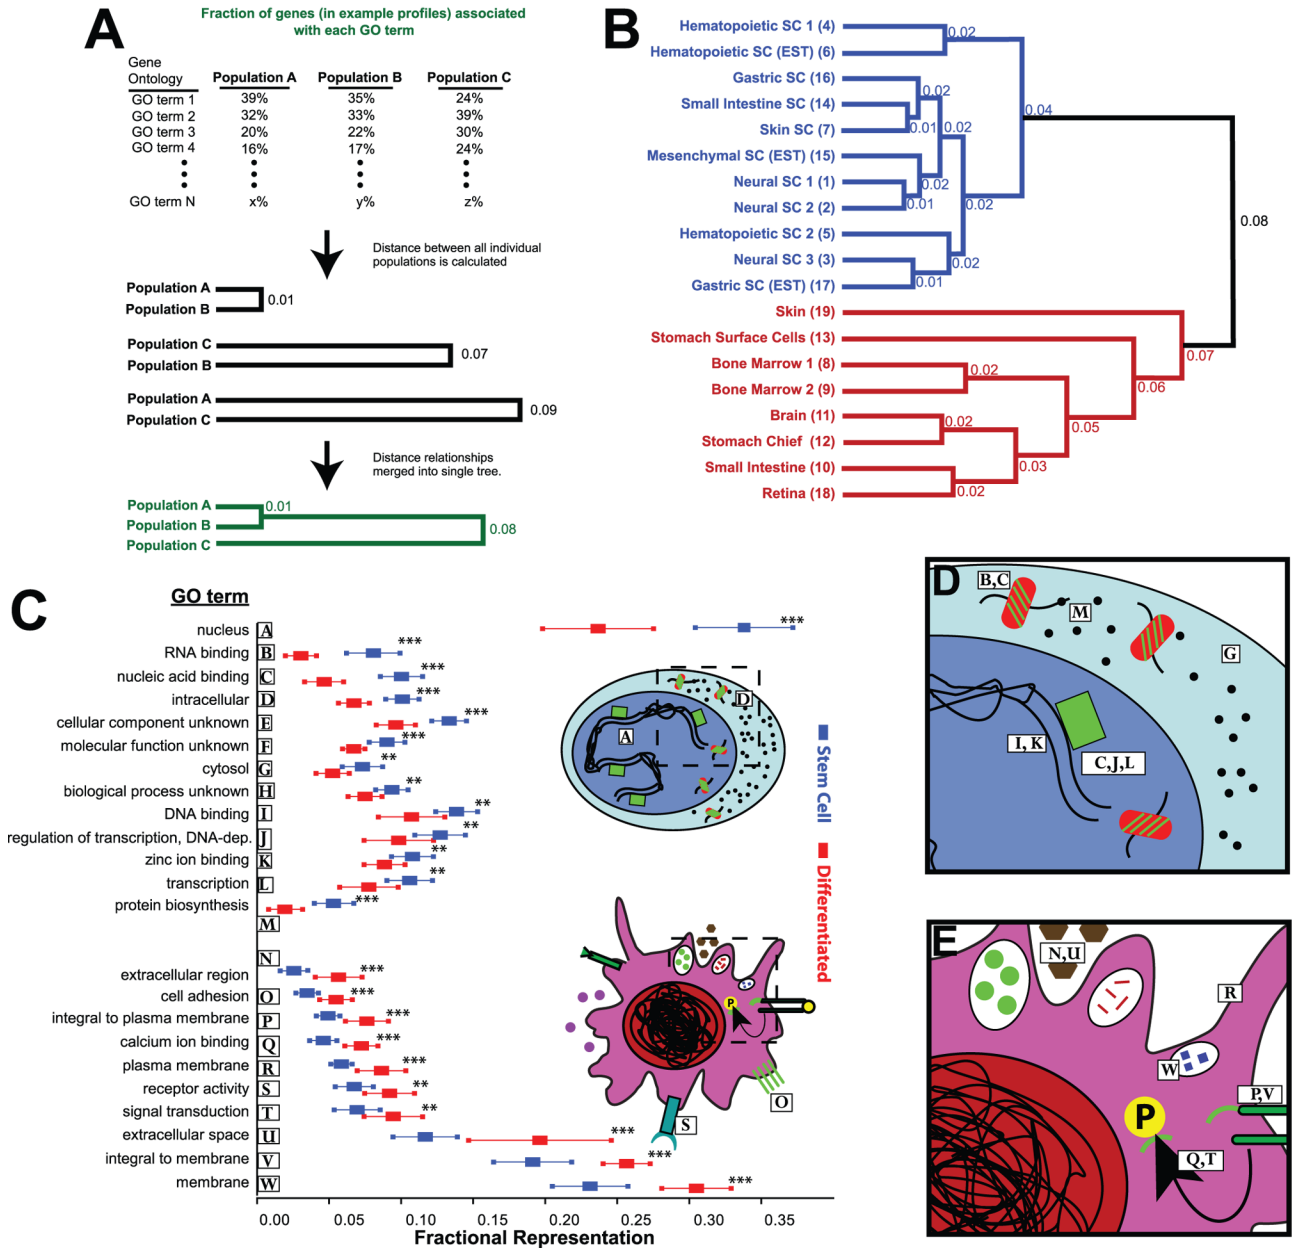 A
Fraction of genes (in example profiles) associated
with each GO term
Gene
Ontology
Population A Population B Population C
GO term 1 39% 35% 24%
GO term 2 32% 33% 39%
GO term 3 20% 22% 30%
GO term 4 16% 17% 24%
GO term N x% y% z%
Distance between all individual
populations is calculated
Population A
0.01
Population B
Population C
0.07
Population B
Population A
0.09
Population C
Distance relationships
merged into single tree.
Population A
0.01
Population B
0.08
Population C
B
Hematopoietic SC 1 (4)
0.02
Hematopoietic SC (EST) (6)
Gastric SC (16)
0.02
Small Intestine SC (14)
0.04
Skin SC (7)
0.01
0.02
Mesenchymal SC (EST) (15)
Neural SC 1 (1)
0.02
Neural SC 2 (2)
0.01
0.02
0.08
Hematopoietic SC 2 (5)
Neural SC 3 (3)
0.02
Gastric SC (EST) (17)
0.01
Skin (19)
Stomach Surface Cells (13)
0.07
Bone Marrow 1 (8)
0.02
Bone Marrow 2 (9)
0.06
Brain (11)
0.02
0.05
Stomach Chief (12)
Small Intestine (10)
0.03
Retina (18)
0.02
C
GO term
nucleus A ***
RNA binding B ***
nucleic acid binding C ***
intracellular D ***
cellular component unknown E ***
molecular function unknown F ***
cytosol G **
biological process unknown H **
DNA binding I **
regulation of transcription, DNA-dep. J **
zinc ion binding K **
transcription L **
protein biosynthesis ***
M
N
extracellular region ***
cell adhesion O ***
integral to plasma membrane P ***
calcium ion binding Q ***
plasma membrane R ***
receptor activity S **
signal transduction T **
extracellular space U ***
integral to membrane V ***
membrane W ***
0.00 0.05 0.10 0.15 0.20 0.25 0.30 0.35
Fractional Representation
A
D
Stem Cell
Differentiated
P
O
S
D
B,C
M
G
I, K
C,J,L
E
N,U
R
W
P
P,V
Q,T